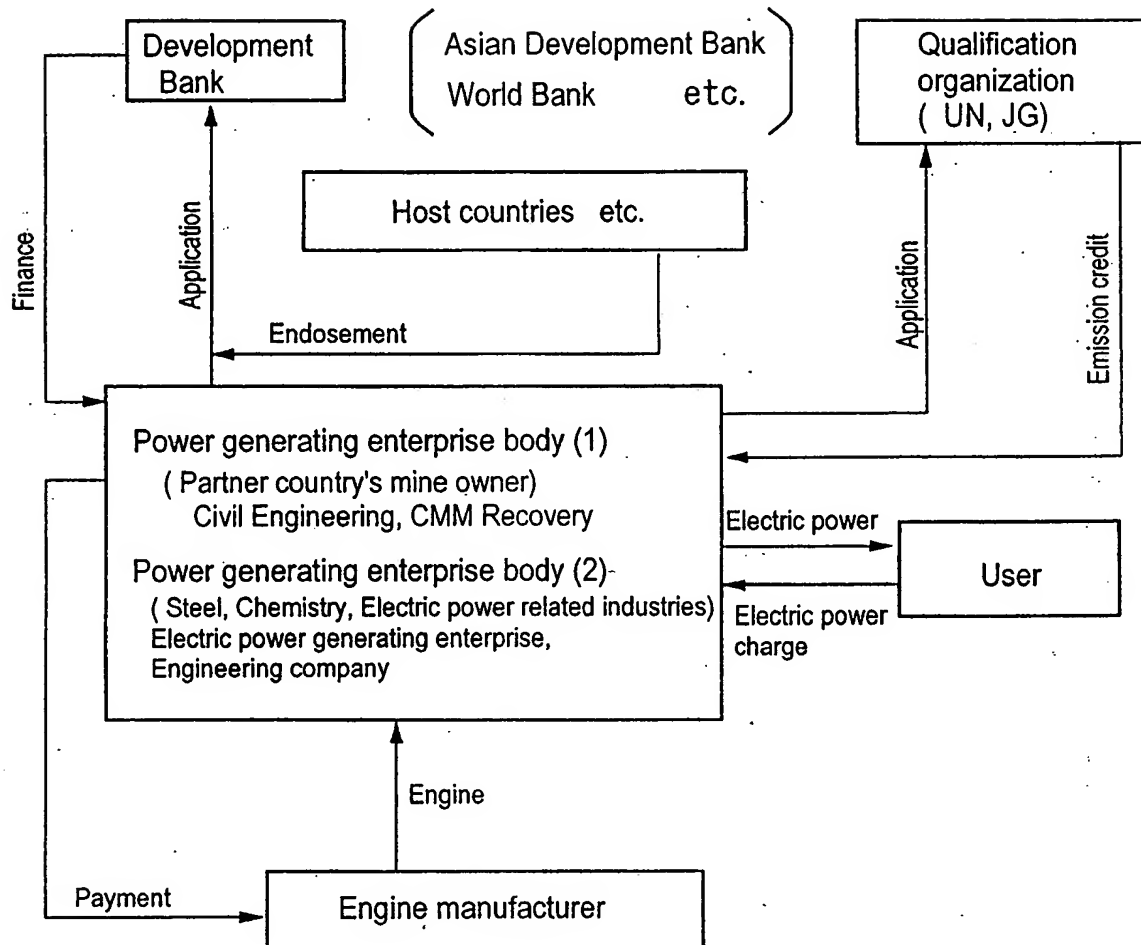 Development
Bank
Asian Development Bank
World Bank etc.
Qualification
organization
( UN, JG)
Host countries etc.
Finance
Application
Endosement
Application
Emission credit
Power generating enterprise body (1)
( Partner country's mine owner)
Civil Engineering, CMM Recovery
Power generating enterprise body (2)
( Steel, Chemistry, Electric power related industries)
Electric power generating enterprise,
Engineering company
Electric power
User
Electric power
charge
Engine
Payment
Engine manufacturer